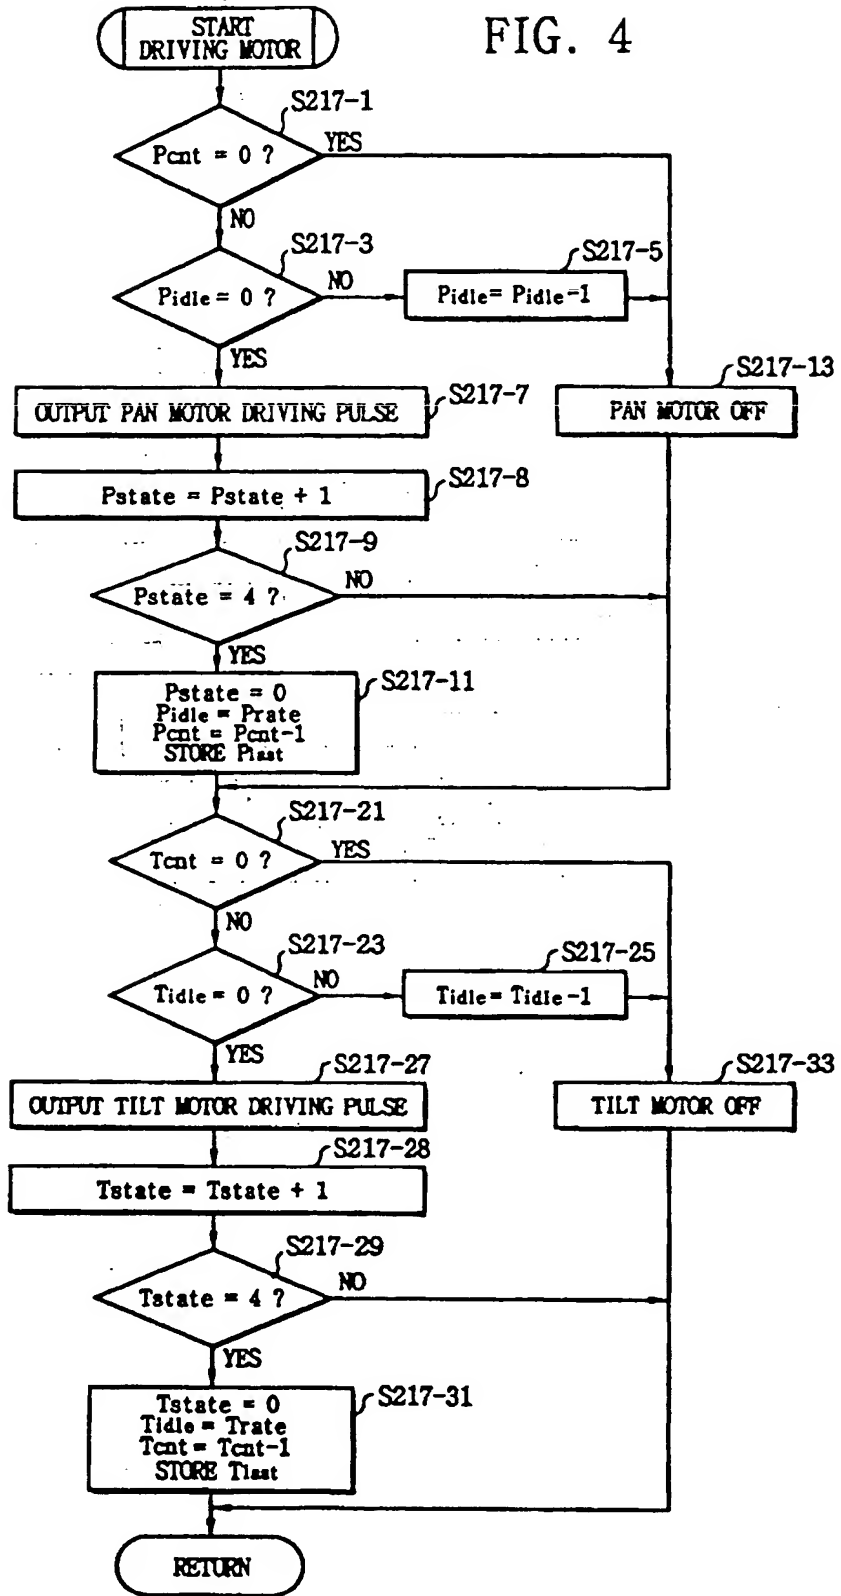 START
DRIVING MOTOR
FIG. 4
S217-1
Pcnt = 0 ?
YES
NO
S217-3
Pidle = 0 ?
NO
S217-5
Pidle = Pidle-1
YES
S217-7
OUTPUT PAN MOTOR DRIVING PULSE
S217-13
PAN MOTOR OFF
S217-8
Pstate = Pstate + 1
S217-9
Pstate = 4 ?
NO
YES
S217-11
Pstate = 0
Pidle = Prate
Pcnt = Pcnt-1
STORE Plast
S217-21
Tcnt = 0 ?
YES
NO
S217-23
Tidle = 0 ?
NO
S217-25
Tidle = Tidle-1
YES
S217-27
OUTPUT TILT MOTOR DRIVING PULSE
S217-33
TILT MOTOR OFF
S217-28
Tstate = Tstate + 1
S217-29
Tstate = 4 ?
NO
YES
S217-31
Tstate = 0
Tidle = Trate
Tcnt = Tcnt-1
STORE Tlast
RETURN